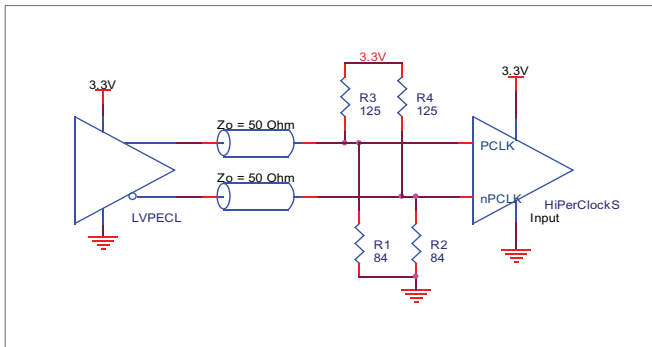 3.3V
R3
125
R4
125
3.3V
3.3V
Zo = 50 Ohm
Zo = 50 Ohm
LVPECL
PCLK
nPCLK
HiPerClockS
Input
R1
84
R2
84